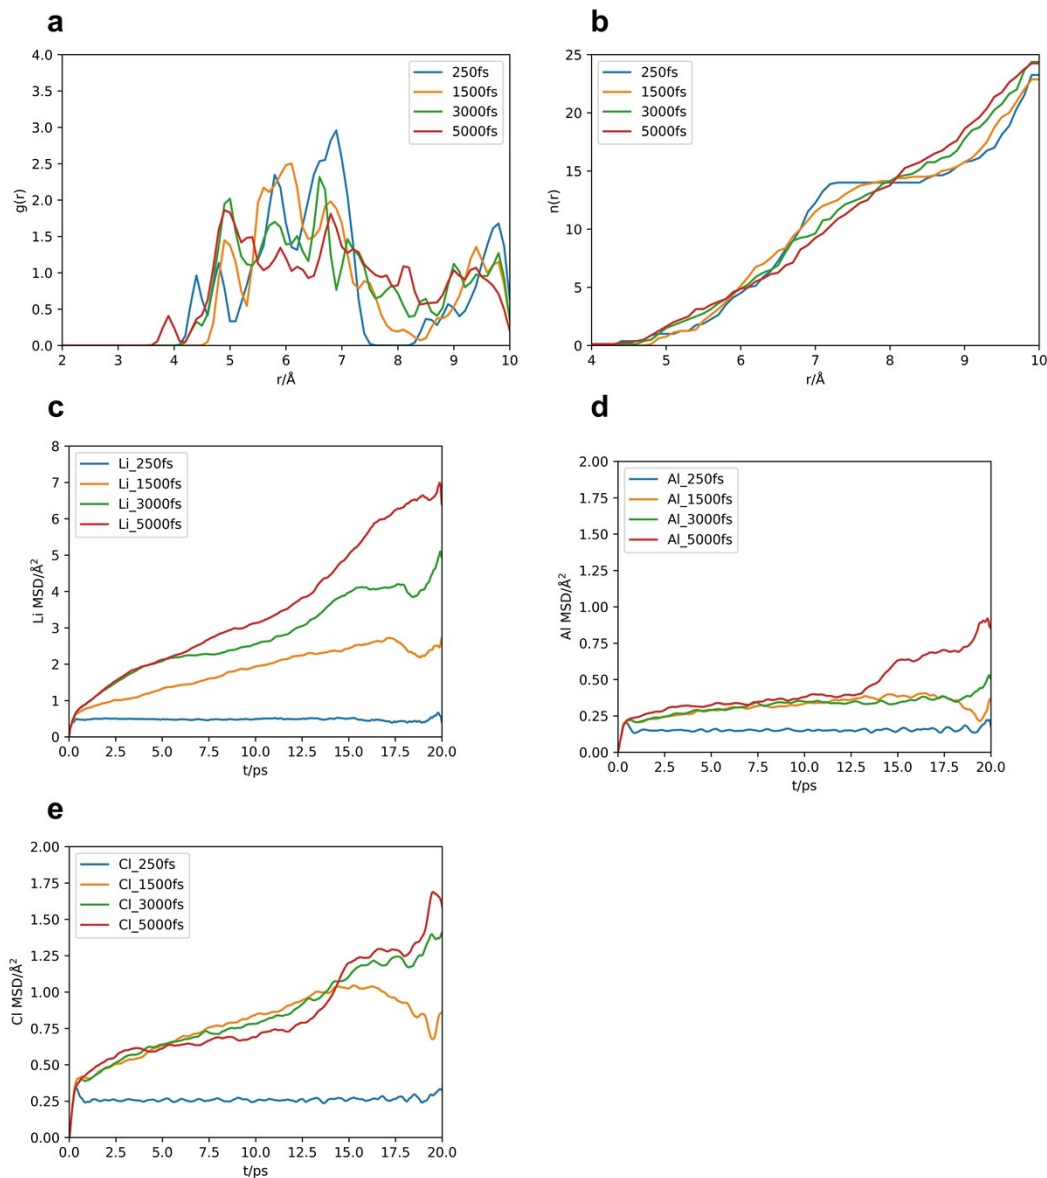 a
b
4.0
3.5
3.0
2.5
2.0
1.5
1.0
0.5
0.0
g(r)
2 3 4 5 6 7 8 9 10
r/Å
250fs
1500fs
3000fs
5000fs
25
20
15
10
5
0
n(r)
4 5 6 7 8 9 10
r/Å
250fs
1500fs
3000fs
5000fs
c
d
8
7
6
5
4
3
2
1
0
Li MSD/Å²
0.0 2.5 5.0 7.5 10.0 12.5 15.0 17.5 20.0
t/ps
Li_250fs
Li_1500fs
Li_3000fs
Li_5000fs
2.00
1.75
1.50
1.25
1.00
0.75
0.50
0.25
0.00
Al MSD/Å²
0.0 2.5 5.0 7.5 10.0 12.5 15.0 17.5 20.0
t/ps
Al_250fs
Al_1500fs
Al_3000fs
Al_5000fs
e
2.00
1.75
1.50
1.25
1.00
0.75
0.50
0.25
0.00
Cl MSD/Å²
0.0 2.5 5.0 7.5 10.0 12.5 15.0 17.5 20.0
t/ps
Cl_250fs
Cl_1500fs
Cl_3000fs
Cl_5000fs